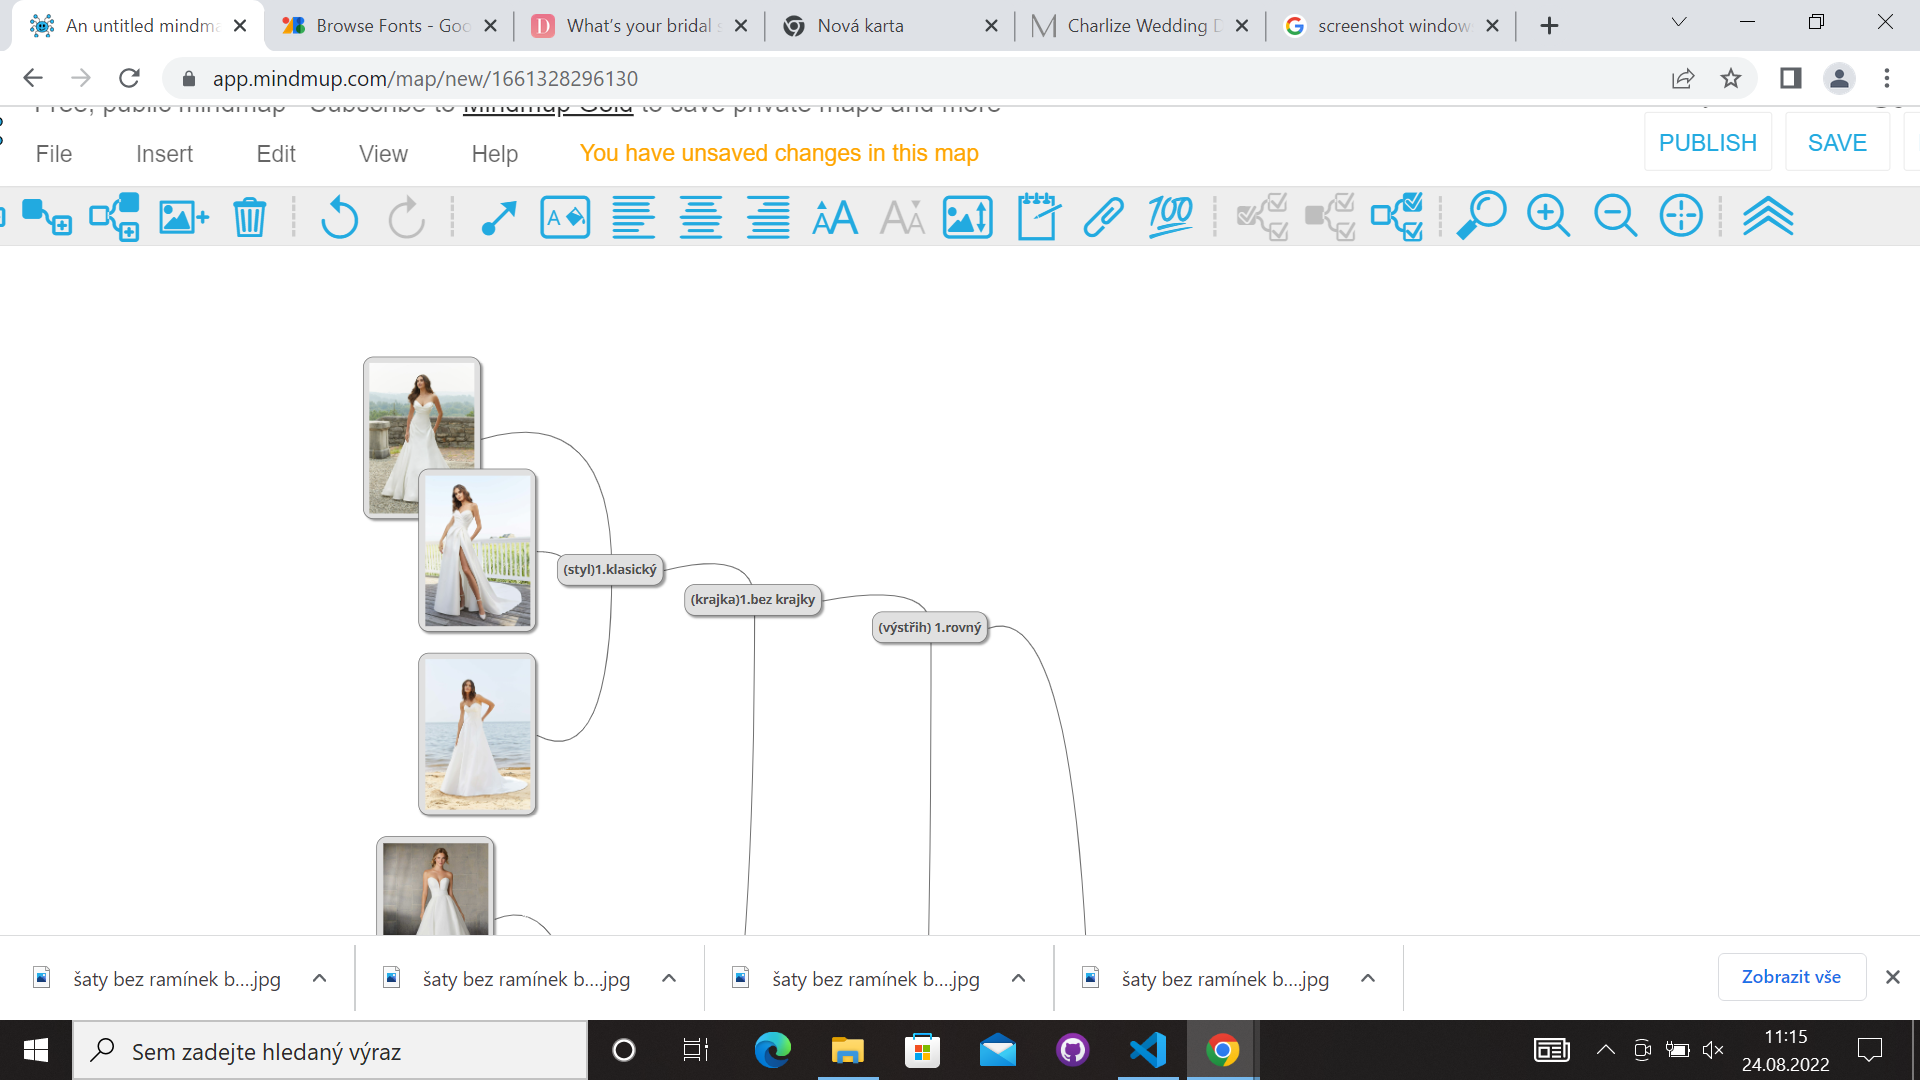 An untitled mindma
Browse Fonts - Goo
What's your bridal s
Nová karta
Charlize Wedding D
screenshot windows
app.mindmup.com/map/new/1661328296130
Free, public mindmap - Subscribe to MindMup Gold to save private maps and more
File
Insert
Edit
View
Help
You have unsaved changes in this map
PUBLISH
SAVE
(styl)1.klasický
(krajka)1.bez krajky
(výstřih) 1.rovný
šaty bez ramínek b....jpg
šaty bez ramínek b....jpg
šaty bez ramínek b....jpg
šaty bez ramínek b....jpg
Zobrazit vše
Sem zadejte hledaný výraz
11:15
24.08.2022